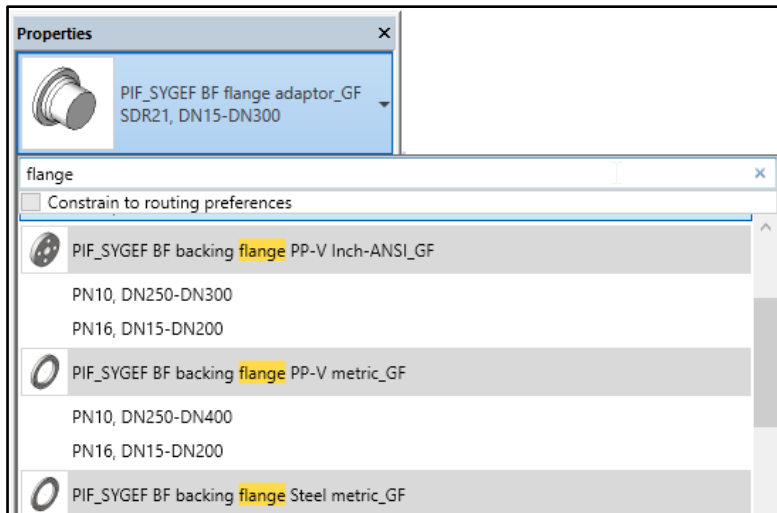 Properties
PIF_SYGEF BF flange adaptor_GF
SDR21, DN15-DN300
flange
Constrain to routing preferences
PIF_SYGEF BF backing flange PP-V Inch-ANSI_GF
PN10, DN250-DN300
PN16, DN15-DN200
PIF_SYGEF BF backing flange PP-V metric_GF
PN10, DN250-DN400
PN16, DN15-DN200
PIF_SYGEF BF backing flange Steel metric_GF